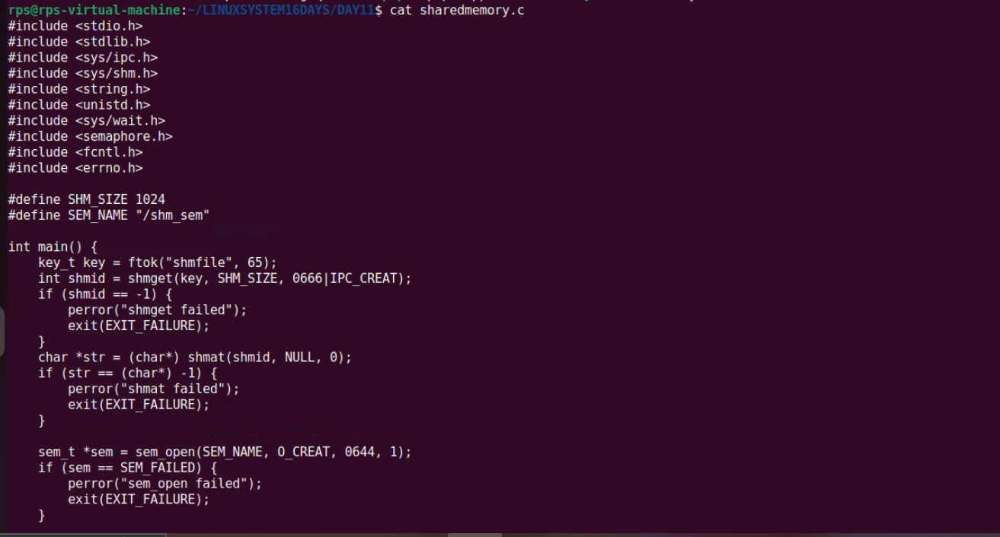 rps@rps-virtual-machine:~/LINUXSYSTEM16DAYS/DAY11$ cat sharedmemory.c
#include <stdio.h>
#include <stdlib.h>
#include <sys/ipc.h>
#include <sys/shm.h>
#include <string.h>
#include <unistd.h>
#include <sys/wait.h>
#include <semaphore.h>
#include <fcntl.h>
#include <errno.h>

#define SHM_SIZE 1024
#define SEM_NAME "/shm_sem"

int main() {
    key_t key = ftok("shmfile", 65);
    int shmid = shmget(key, SHM_SIZE, 0666|IPC_CREAT);
    if (shmid == -1) {
        perror("shmget failed");
        exit(EXIT_FAILURE);
    }
    char *str = (char*) shmat(shmid, NULL, 0);
    if (str == (char*) -1) {
        perror("shmat failed");
        exit(EXIT_FAILURE);
    }

    sem_t *sem = sem_open(SEM_NAME, O_CREAT, 0644, 1);
    if (sem == SEM_FAILED) {
        perror("sem_open failed");
        exit(EXIT_FAILURE);
    }